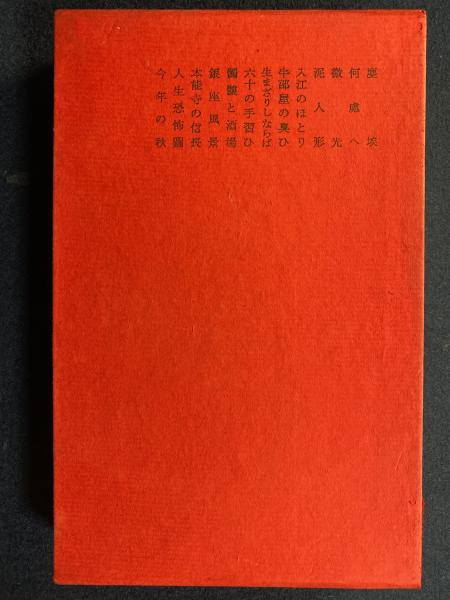 塵埃
何處へ
微光
泥人形
入江のほとり
牛部屋の臭ひ
生まざりしならば
六十の手習ひ
髑髏と酒場
銀座風景
本能寺の信長
人生恐怖圖
今年の秋